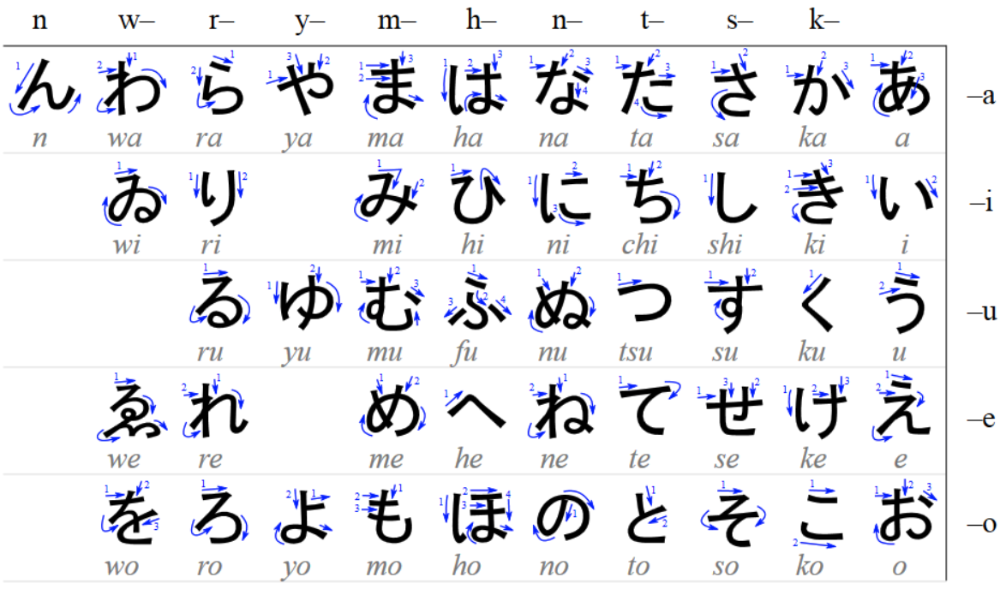 n w– r– y– m– h– n– t– s– k–
ん わ ら や ま は な た さ か あ –a
n wa ra ya ma ha na ta sa ka a
ゐ り み ひ に ち し き い –i
wi ri mi hi ni chi shi ki i
る ゆ む ふ ぬ つ す く う –u
ru yu mu fu nu tsu su ku u
ゑ れ め へ ね て せ け え –e
we re me he ne te se ke e
を ろ よ も ほ の と そ こ お –o
wo ro yo mo ho no to so ko o